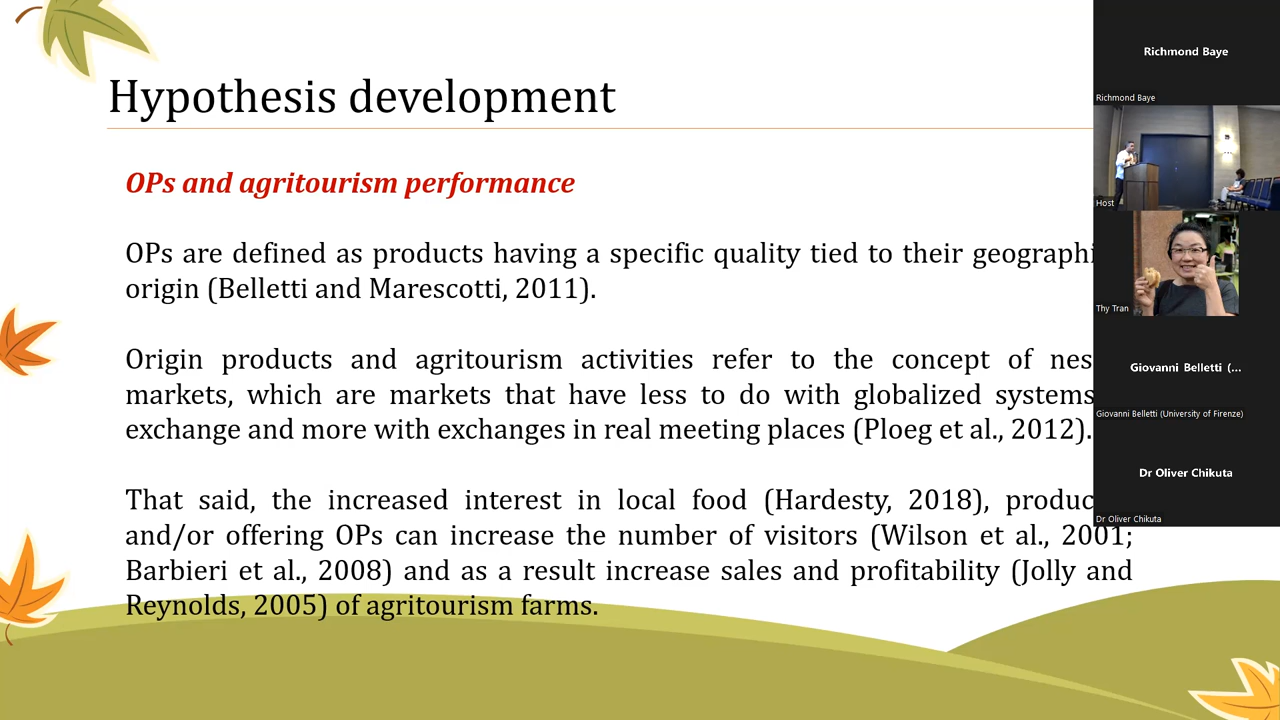 Hypothesis development
OPs and agritourism performance
OPs are defined as products having a specific quality tied to their
origin (Belletti and Marescotti, 2011).
Origin products and agritourism activities refer to the concept of
markets, which are markets that have less to do with globalized systems
exchange and more with exchanges in real meeting places (Ploeg et al., 2012).
That said, the increased interest in local food (Hardesty, 2018),
and/or offering OPs can increase the number of visitors (Wilson et al., 2001;
Barbieri et al., 2008) and as a result increase sales and profitability (Jolly and
Reynolds, 2005) of agritourism farms.
Richmond Baye
Richmond Baye
Host
Thy Tran
Giovanni Belletti (...
Giovanni Belletti (University of Firenze)
Dr Oliver Chikuta
Dr Oliver Chikuta